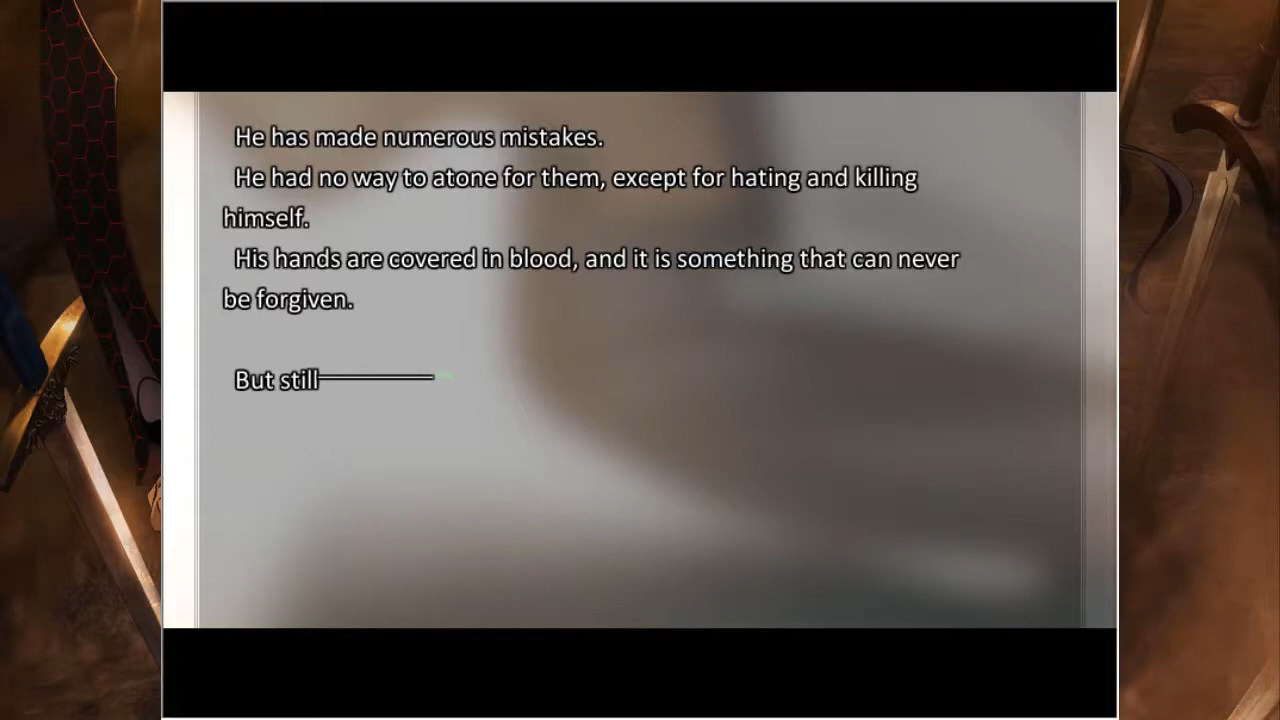 He has made numerous mistakes.
He had no way to atone for them, except for hating and killing
himself.
His hands are covered in blood, and it is something that can never
be forgiven.
But still————